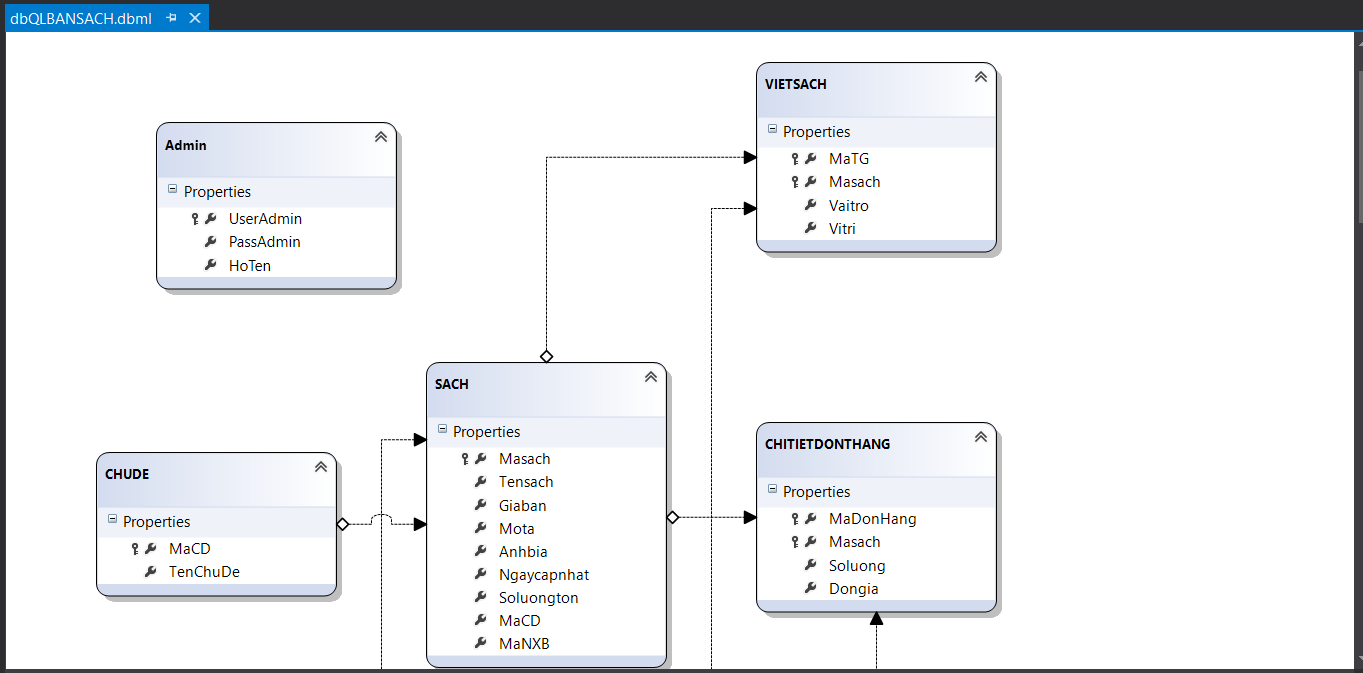 dbQLBANSACH.dbml
Admin
Properties
UserAdmin
PassAdmin
HoTen
VIETSACH
Properties
MaTG
Masach
Vaitro
Vitri
CHUDE
Properties
MaCD
TenChuDe
SACH
Properties
Masach
Tensach
Giaban
Mota
Anhbia
Ngaycapnhat
Soluongton
MaCD
MaNXB
CHITIETDONTHANG
Properties
MaDonHang
Masach
Soluong
Dongia